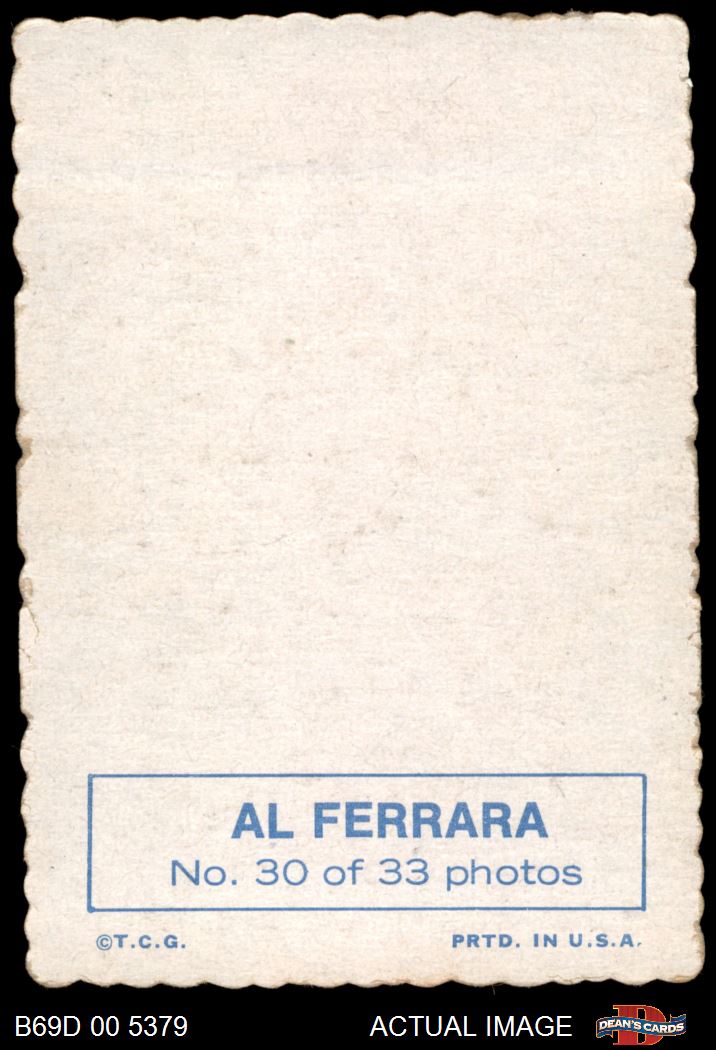 AL FERRARA
No. 30 of 33 photos
©T.C.G. PRTD. IN U.S.A.
B69D 00 5379 ACTUAL IMAGE DEAN'S CARDS